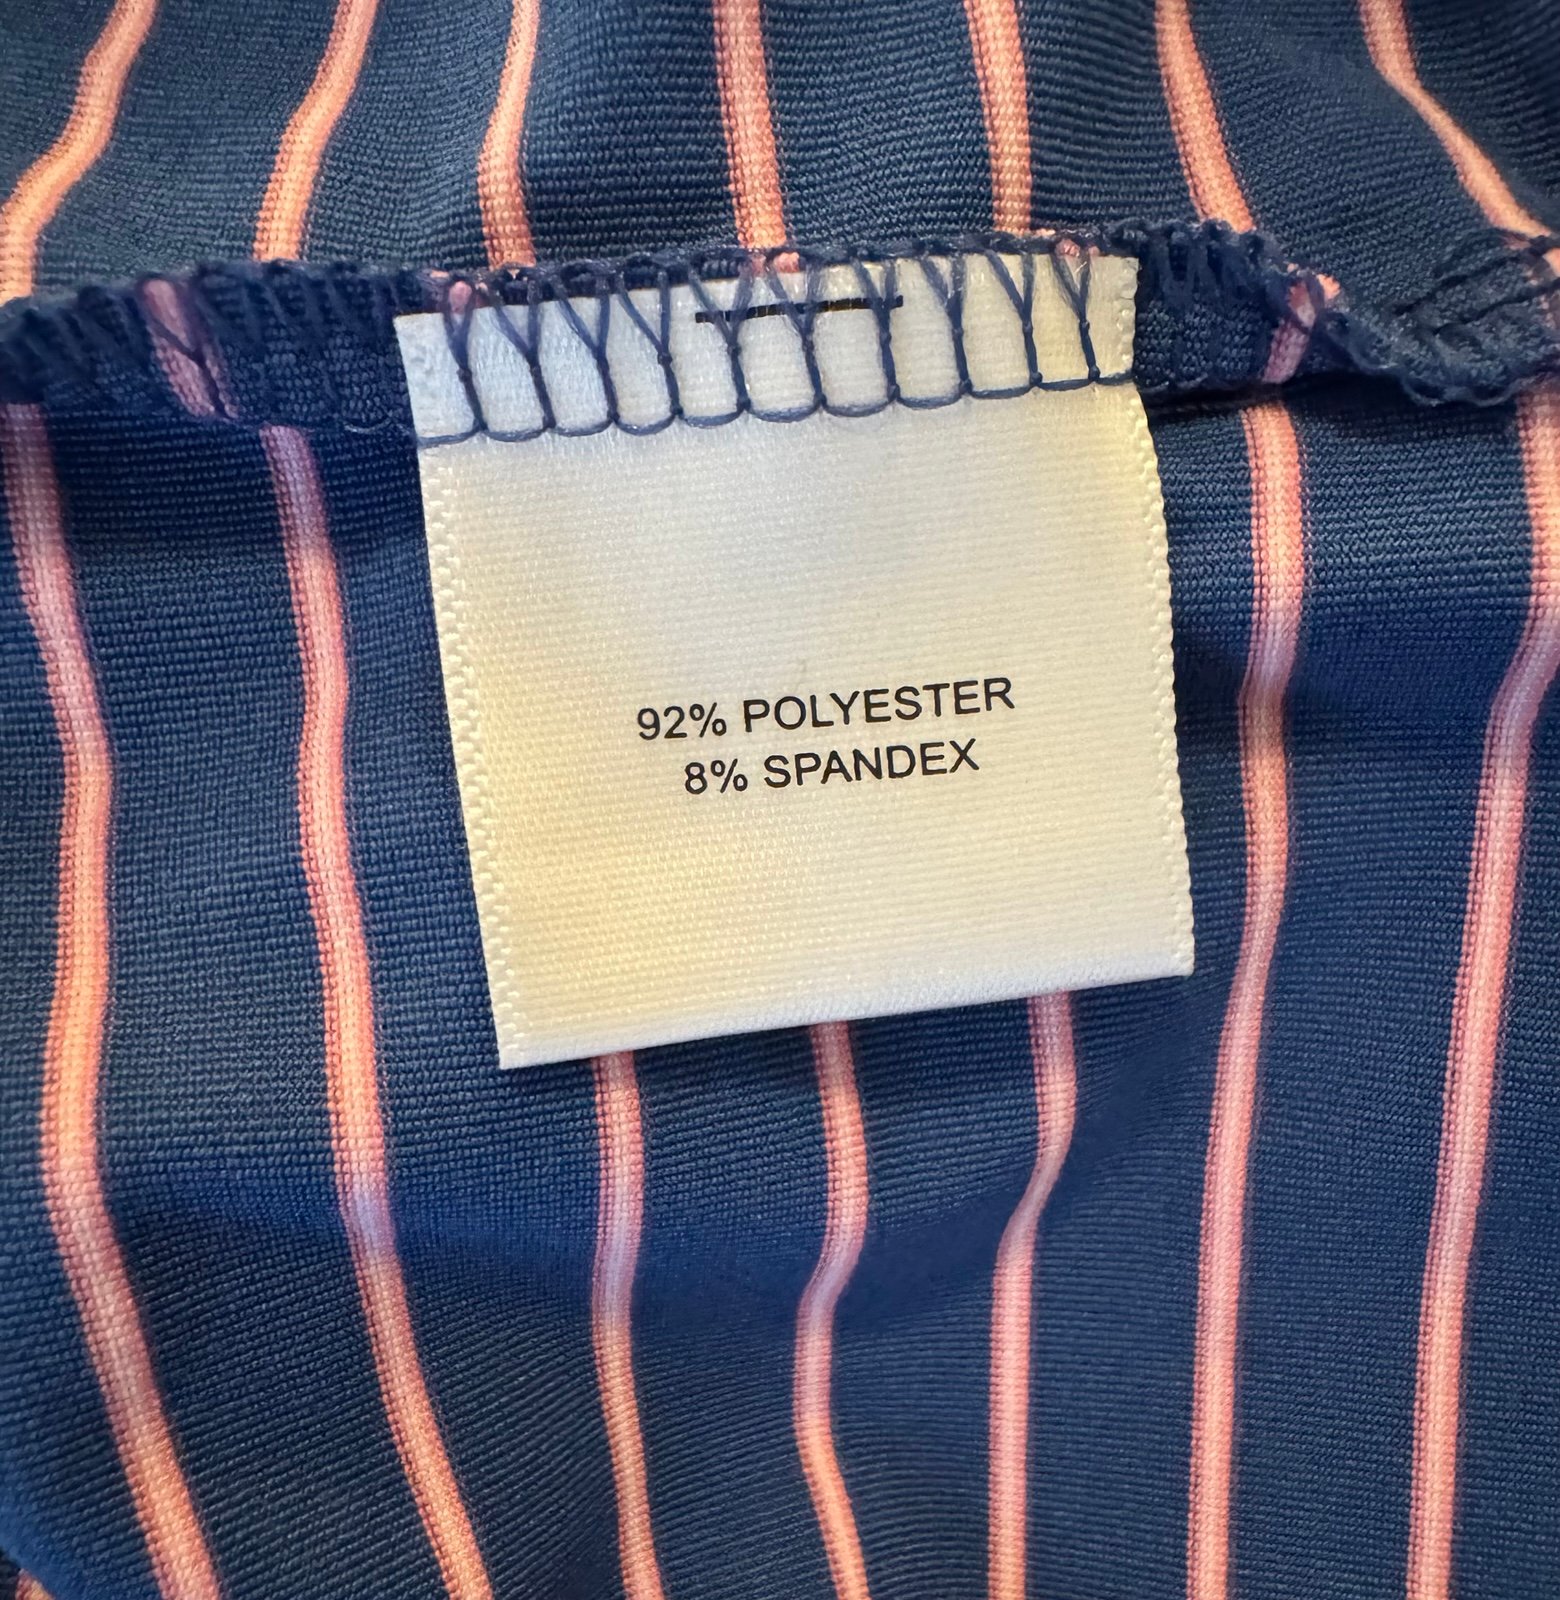 92% POLYESTER
8% SPANDEX